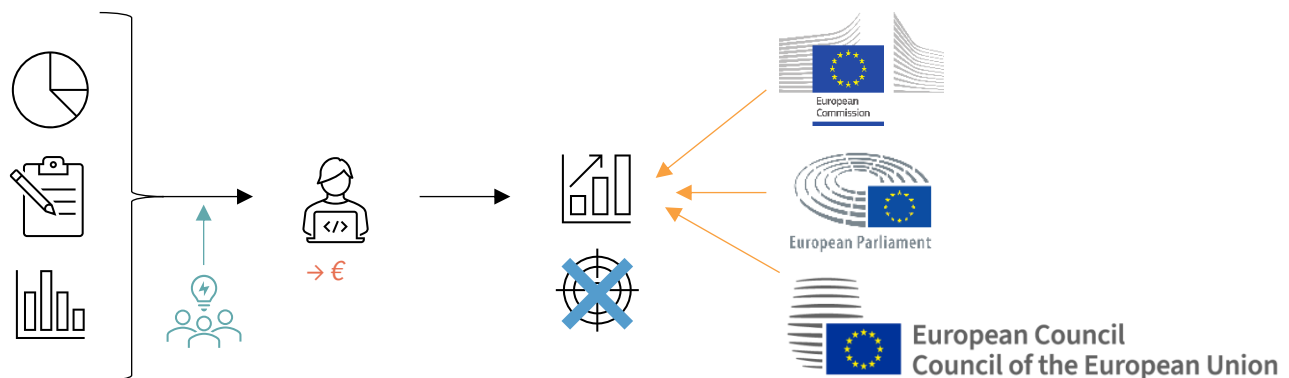 European
Commission
</>
→ €
European Parliament
European Council
Council of the European Union